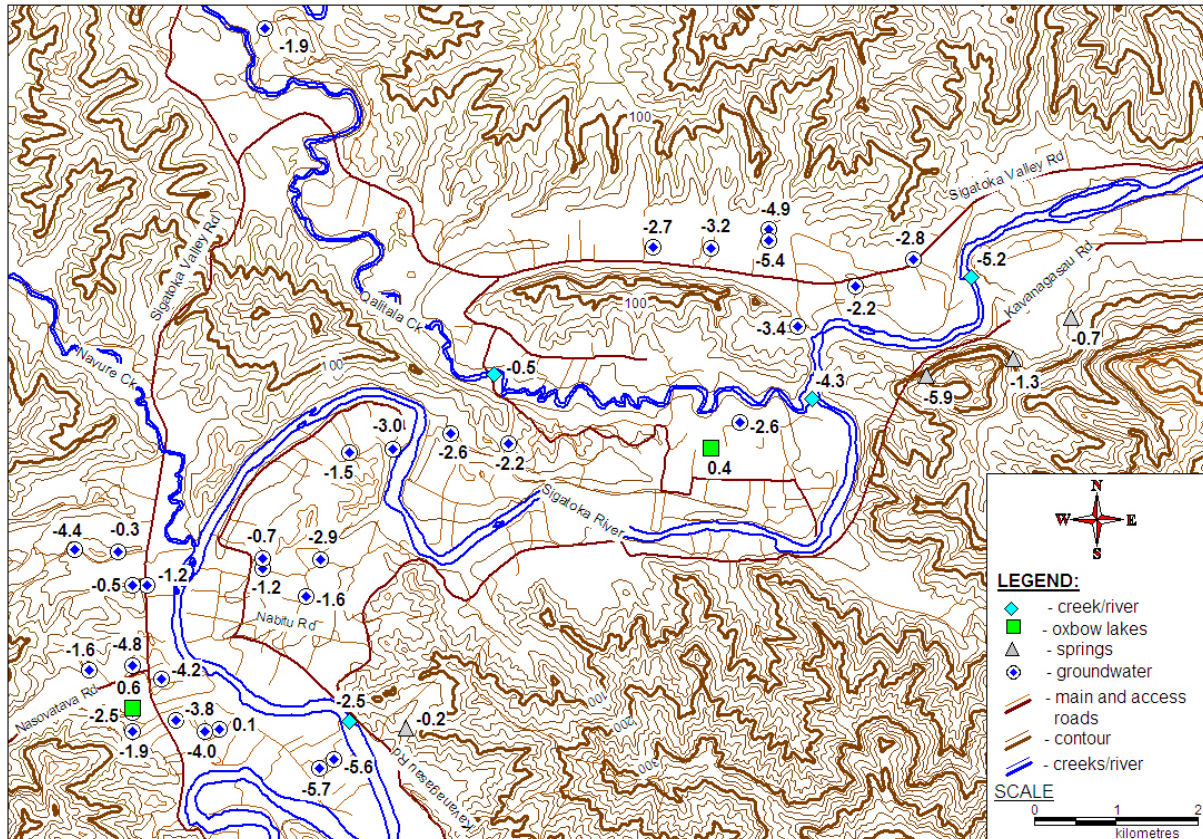 -1.9
100
Sigatoka Valley Rd
Sigatoka Valley Rd
-4.9
-2.7
-3.2
-5.4
-2.8
-5.2
Kavanagasau Rd
Qalitala Ck
100
-2.2
-3.4
-0.7
Navure Ck
100
-0.5
-4.3
-1.3
-5.9
-3.0
-2.6
-2.6
-2.2
-1.5
0.4
Sigatoka River
-4.4
-0.3
-0.7
-2.9
-0.5
-1.2
-1.2
-1.6
Nabitu Rd
-1.6
-4.8
-4.2
Nasovatava Rd
0.6
-2.5
-3.8
0.1
-2.5
-0.2
-1.9
-4.0
-5.6
-5.7
Kavanagasau Rd
100
200
300
N
W
E
S
LEGEND:
- creek/river
- oxbow lakes
- springs
- groundwater
- main and access
roads
- contour
- creeks/river
SCALE
0 1 2
kilometres